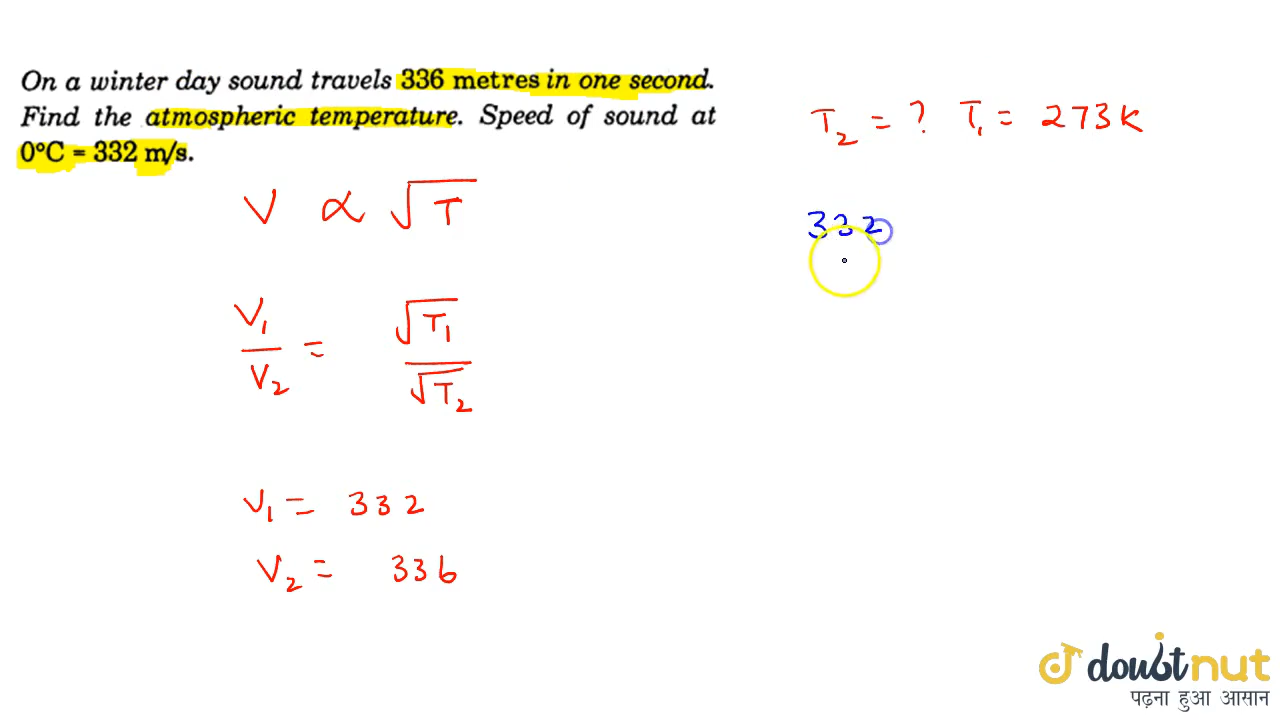 On a winter day sound travels 336 metres in one second.
Find the atmospheric temperature. Speed of sound at
0°C = 332 m/s.
T₂ = ? T₁ = 273K
V ∝ √T
332
V₁/V₂ = √T₁/√T₂
V₁ = 332
V₂ = 336
doubtnut
पढ़ना हुआ आसान